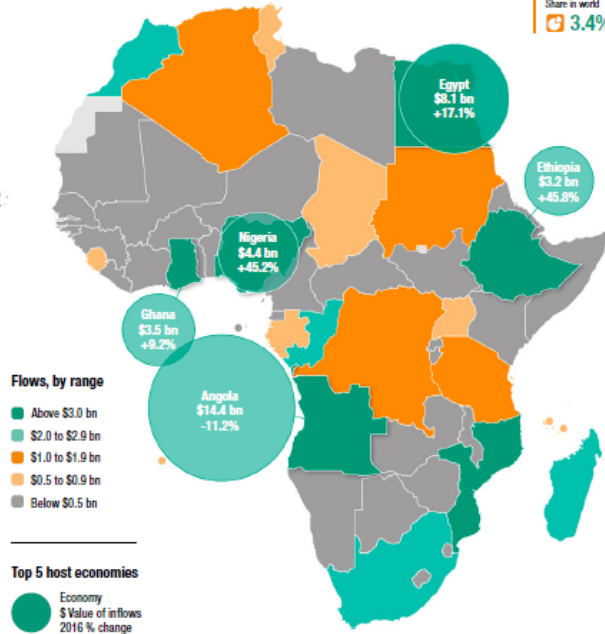 Share in world
3.4%
Egypt
$8.1 bn
+17.1%
Ethiopia
$3.2 bn
+45.8%
Nigeria
$4.4 bn
+45.2%
Ghana
$3.5 bn
+9.2%
Angola
$14.4 bn
-11.2%
Flows, by range
Above $3.0 bn
$2.0 to $2.9 bn
$1.0 to $1.9 bn
$0.5 to $0.9 bn
Below $0.5 bn
Top 5 host economies
Economy
$ Value of inflows
2016 % change